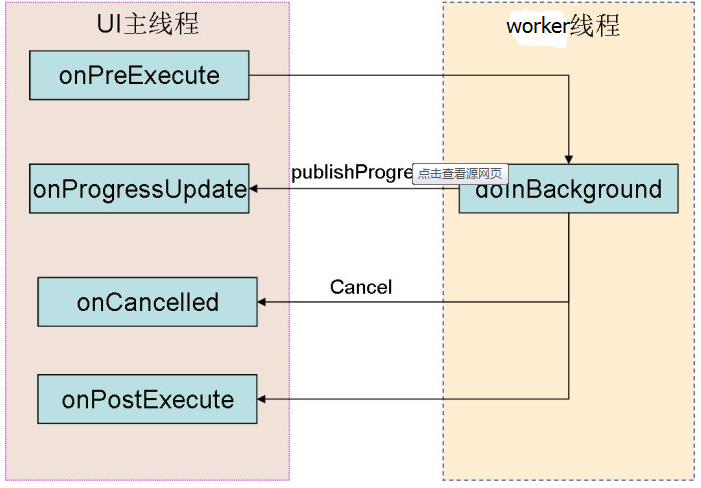 UI主线程
worker线程
onPreExecute
publishProgre
点击查看源网页
onProgressUpdate
doInBackground
Cancel
onCancelled
onPostExecute